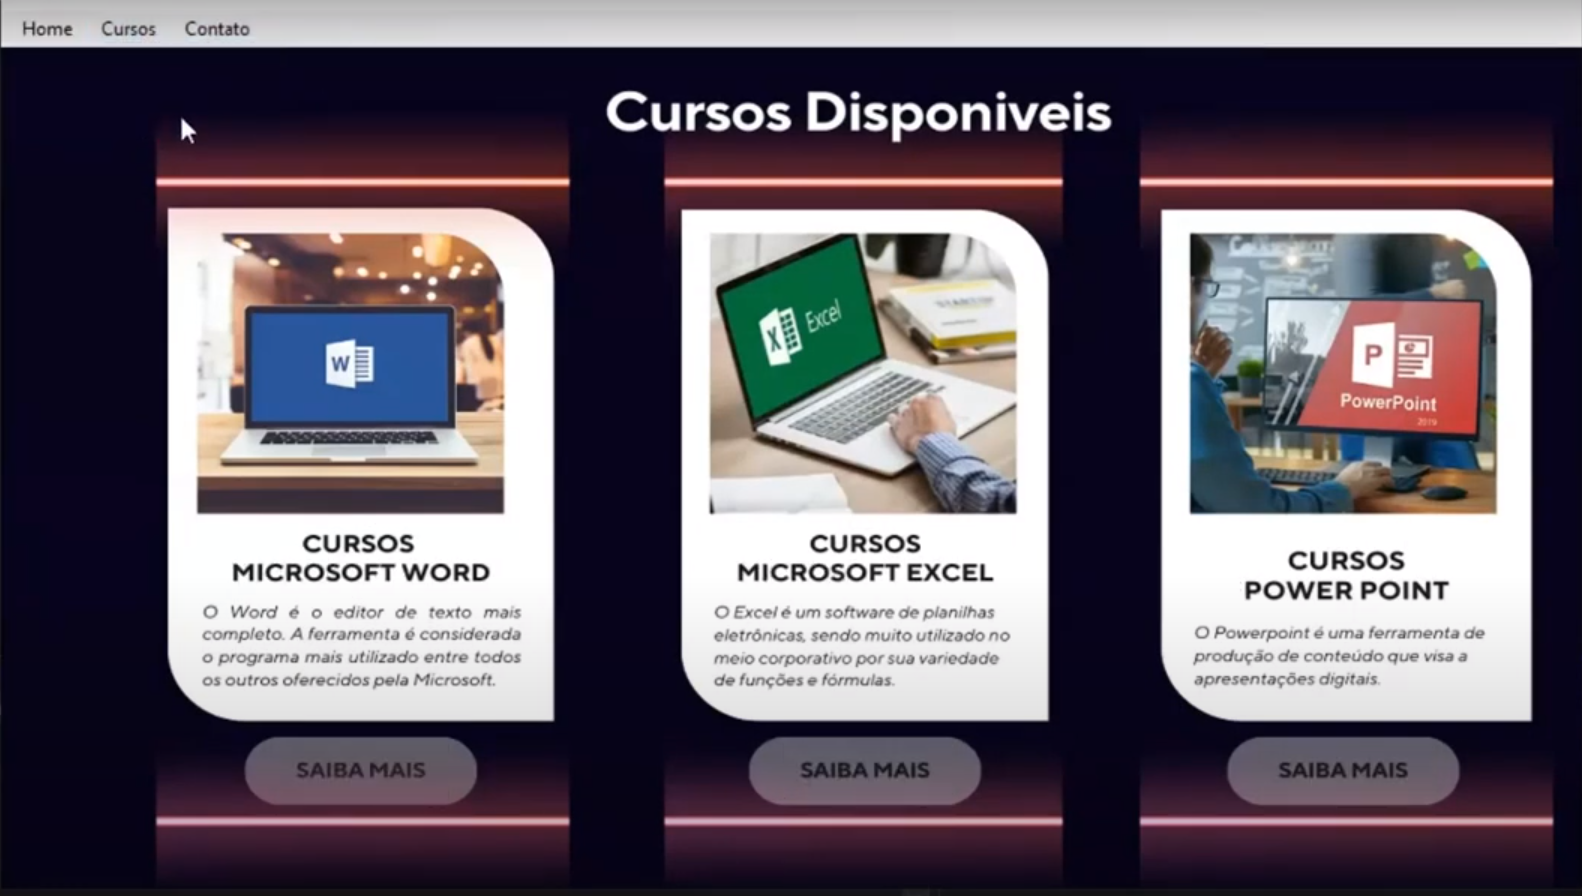 Home Cursos Contato
Cursos Disponiveis
W
CURSOS
MICROSOFT WORD
O Word é o editor de texto mais
completo. A ferramenta é considerada
o programa mais utilizado entre todos
os outros oferecidos pela Microsoft.
SAIBA MAIS
X Excel
CURSOS
MICROSOFT EXCEL
O Excel é um software de planilhas
eletrônicas, sendo muito utilizado no
meio corporativo por sua variedade
de funções e fórmulas.
SAIBA MAIS
P
PowerPoint
2019
CURSOS
POWER POINT
O Powerpoint é uma ferramenta de
produção de conteúdo que visa a
apresentações digitais.
SAIBA MAIS